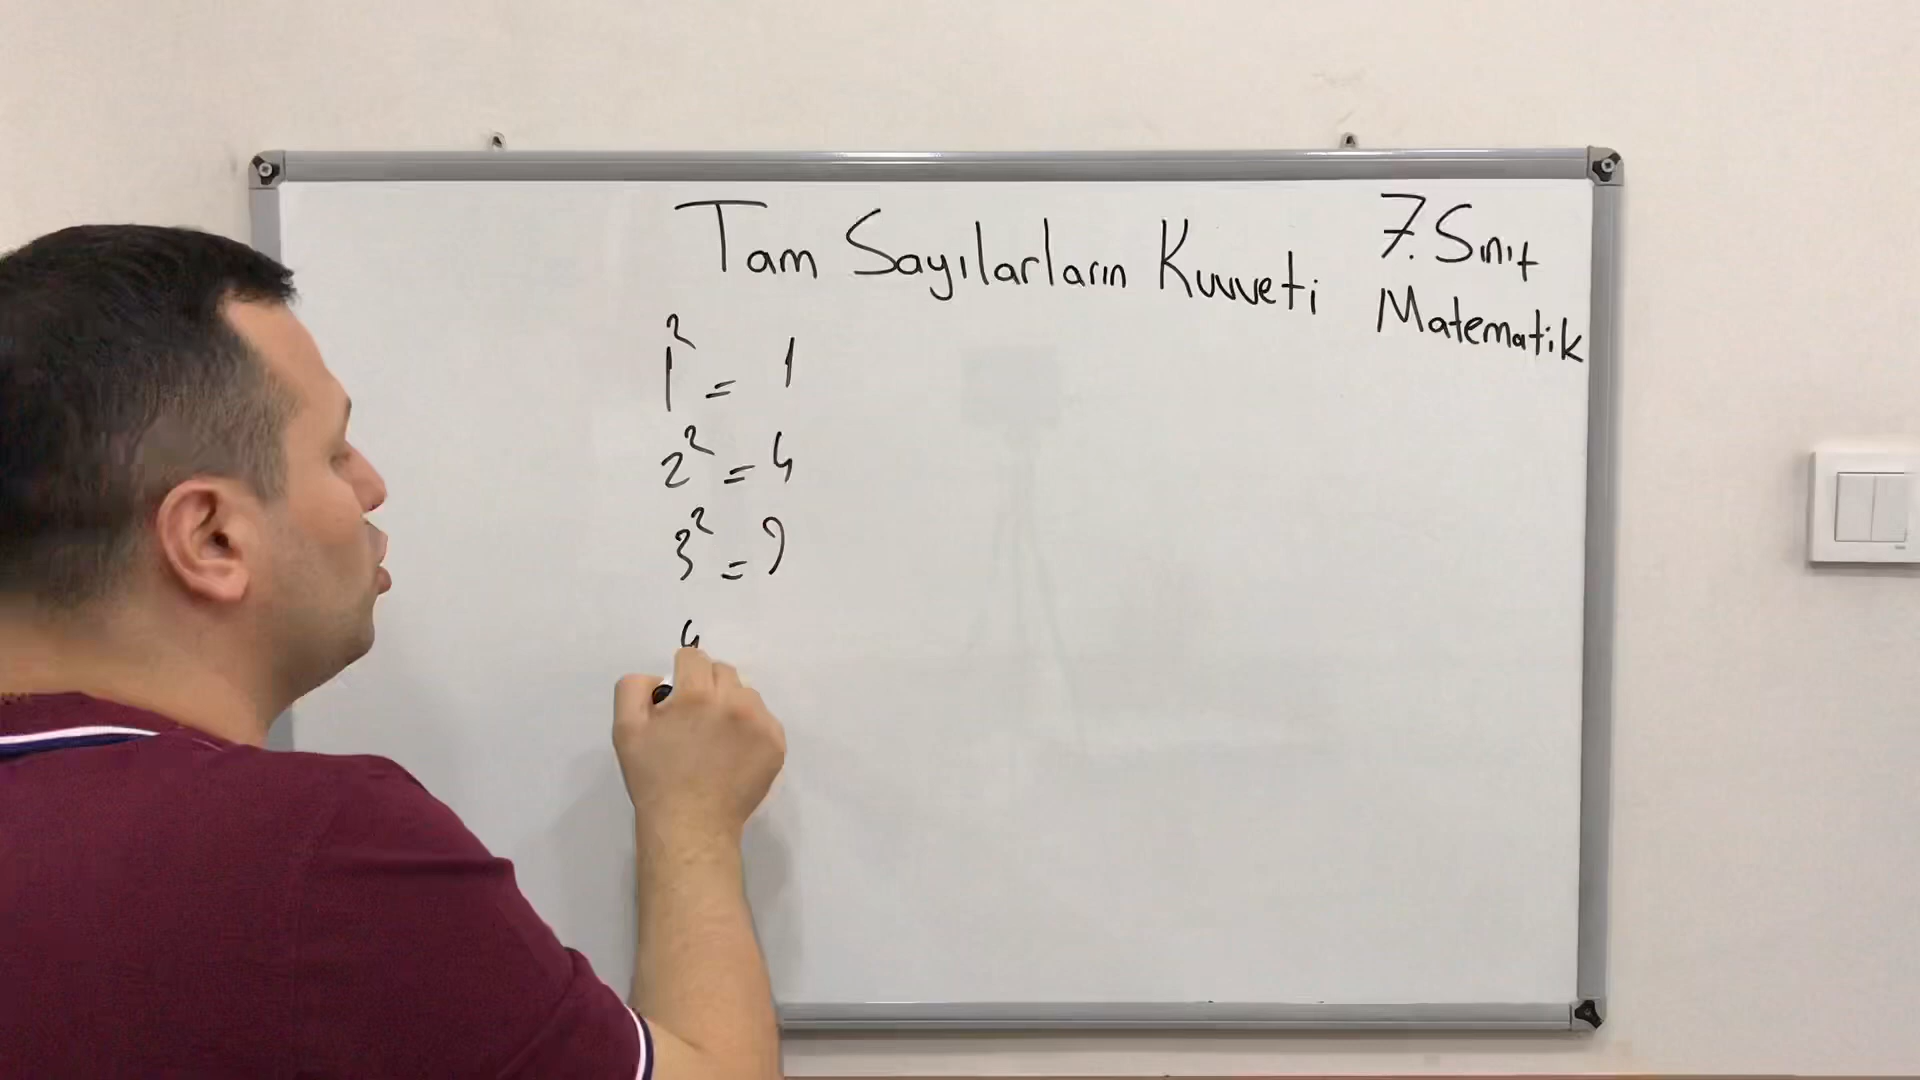 Tam Sayılarların Kuvveti
7. Sınıf
Matematik
1² = 1
2² = 4
3² = 9
4